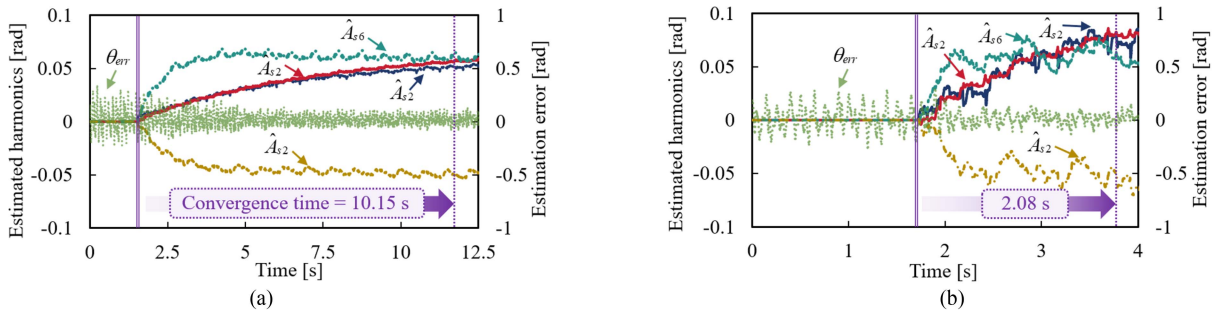 0.1
0.05
0
-0.05
-0.1
Estimated harmonics [rad]
θerr
Âs6
Âs2
Âs2
Âs2
Convergence time = 10.15 s
1
0.5
0
-0.5
-1
Estimation error [rad]
0 2.5 5 7.5 10 12.5
Time [s]
(a)
0.1
0.05
0
-0.05
-0.1
Estimated harmonics [rad]
θerr
Âs2
Âs6
Âs2
Âs2
2.08 s
1
0.5
0
-0.5
-1
Estimation error [rad]
0 1 2 3 4
Time [s]
(b)